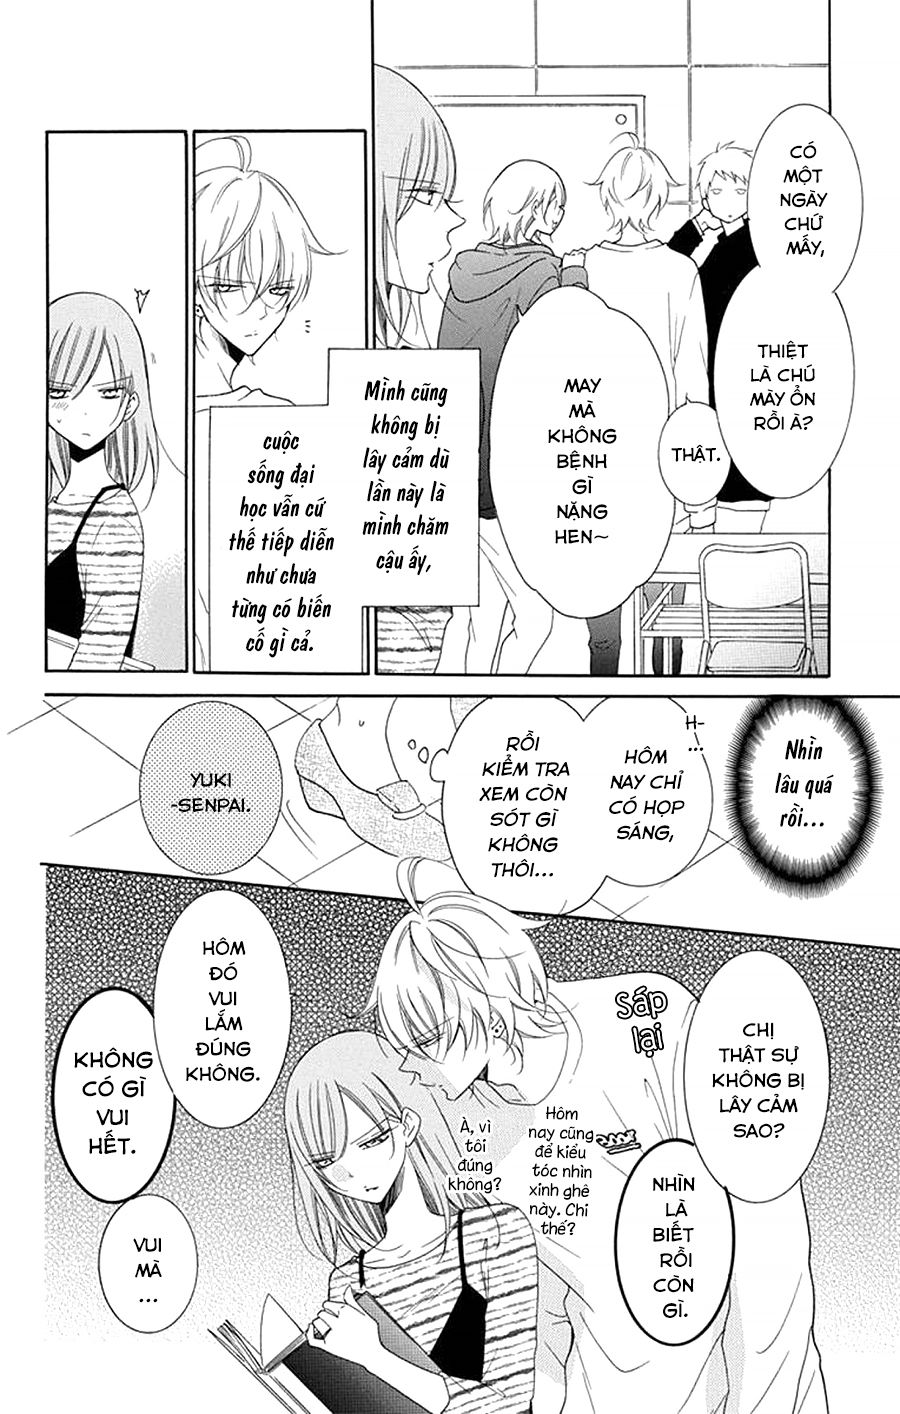 CÓ
MỘT
NGÀY
CHỨ
MẤY,
THIỆT
LÀ CHÚ
MÀY ỔN
RỒI À?
THẬT.
MAY
MÀ
KHÔNG
BỆNH
GÌ
NẶNG
HEN~
Mình cũng
không bị
lây cảm dù
lần này là
mình chăm
cậu ấy,
cuộc
sống đại
học vẫn cứ
thế tiếp diễn
như chưa
từng có biến
cố gì cả.
Nhìn
lâu quá
rồi...
H-
...
HÔM
NAY CHỈ
CÓ HỌP
SÁNG,
RỒI
KIỂM TRA
XEM CÒN
SÓT GÌ
KHÔNG
THÔI...
YUKI
-SENPAI.
Sáp
lại
CHỊ
THẬT SỰ
KHÔNG BỊ
LÂY CẢM
SAO?
NHÌN
LÀ
BIẾT
RỒI
CÒN
GÌ.
Hôm
nay cũng
để kiểu
tóc nhìn
xinh ghê
này. Chi
thế?
À, vì
tôi
đúng
không?
HÔM
ĐÓ
VUI
LẮM
ĐÚNG
KHÔNG.
KHÔNG
CÓ GÌ
VUI
HẾT.
VUI
MÀ
...